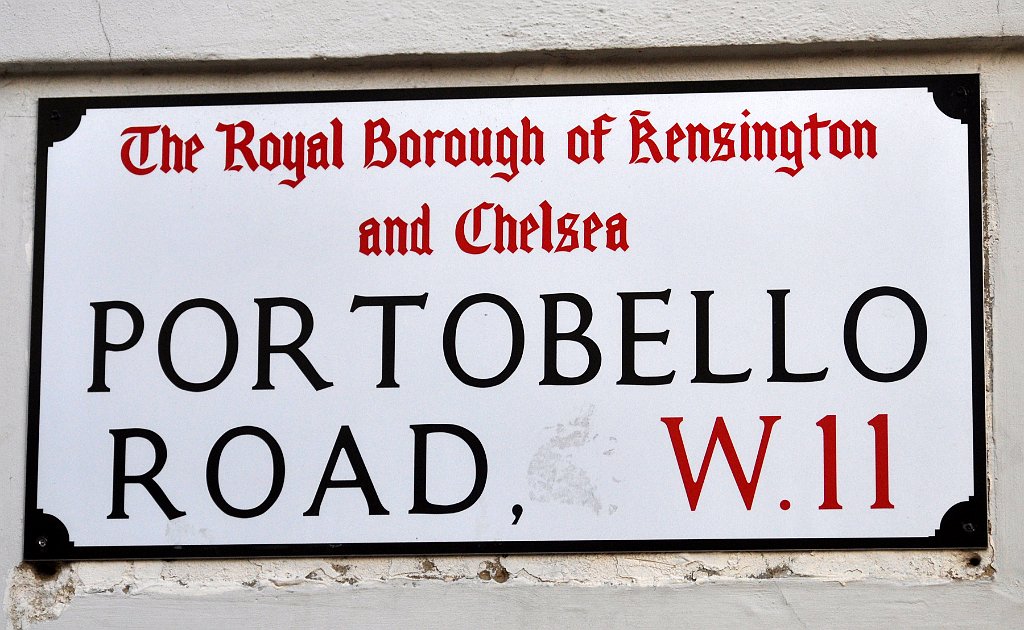 The Royal Borough of Kensington
and Chelsea
PORTOBELLO
ROAD, W.11